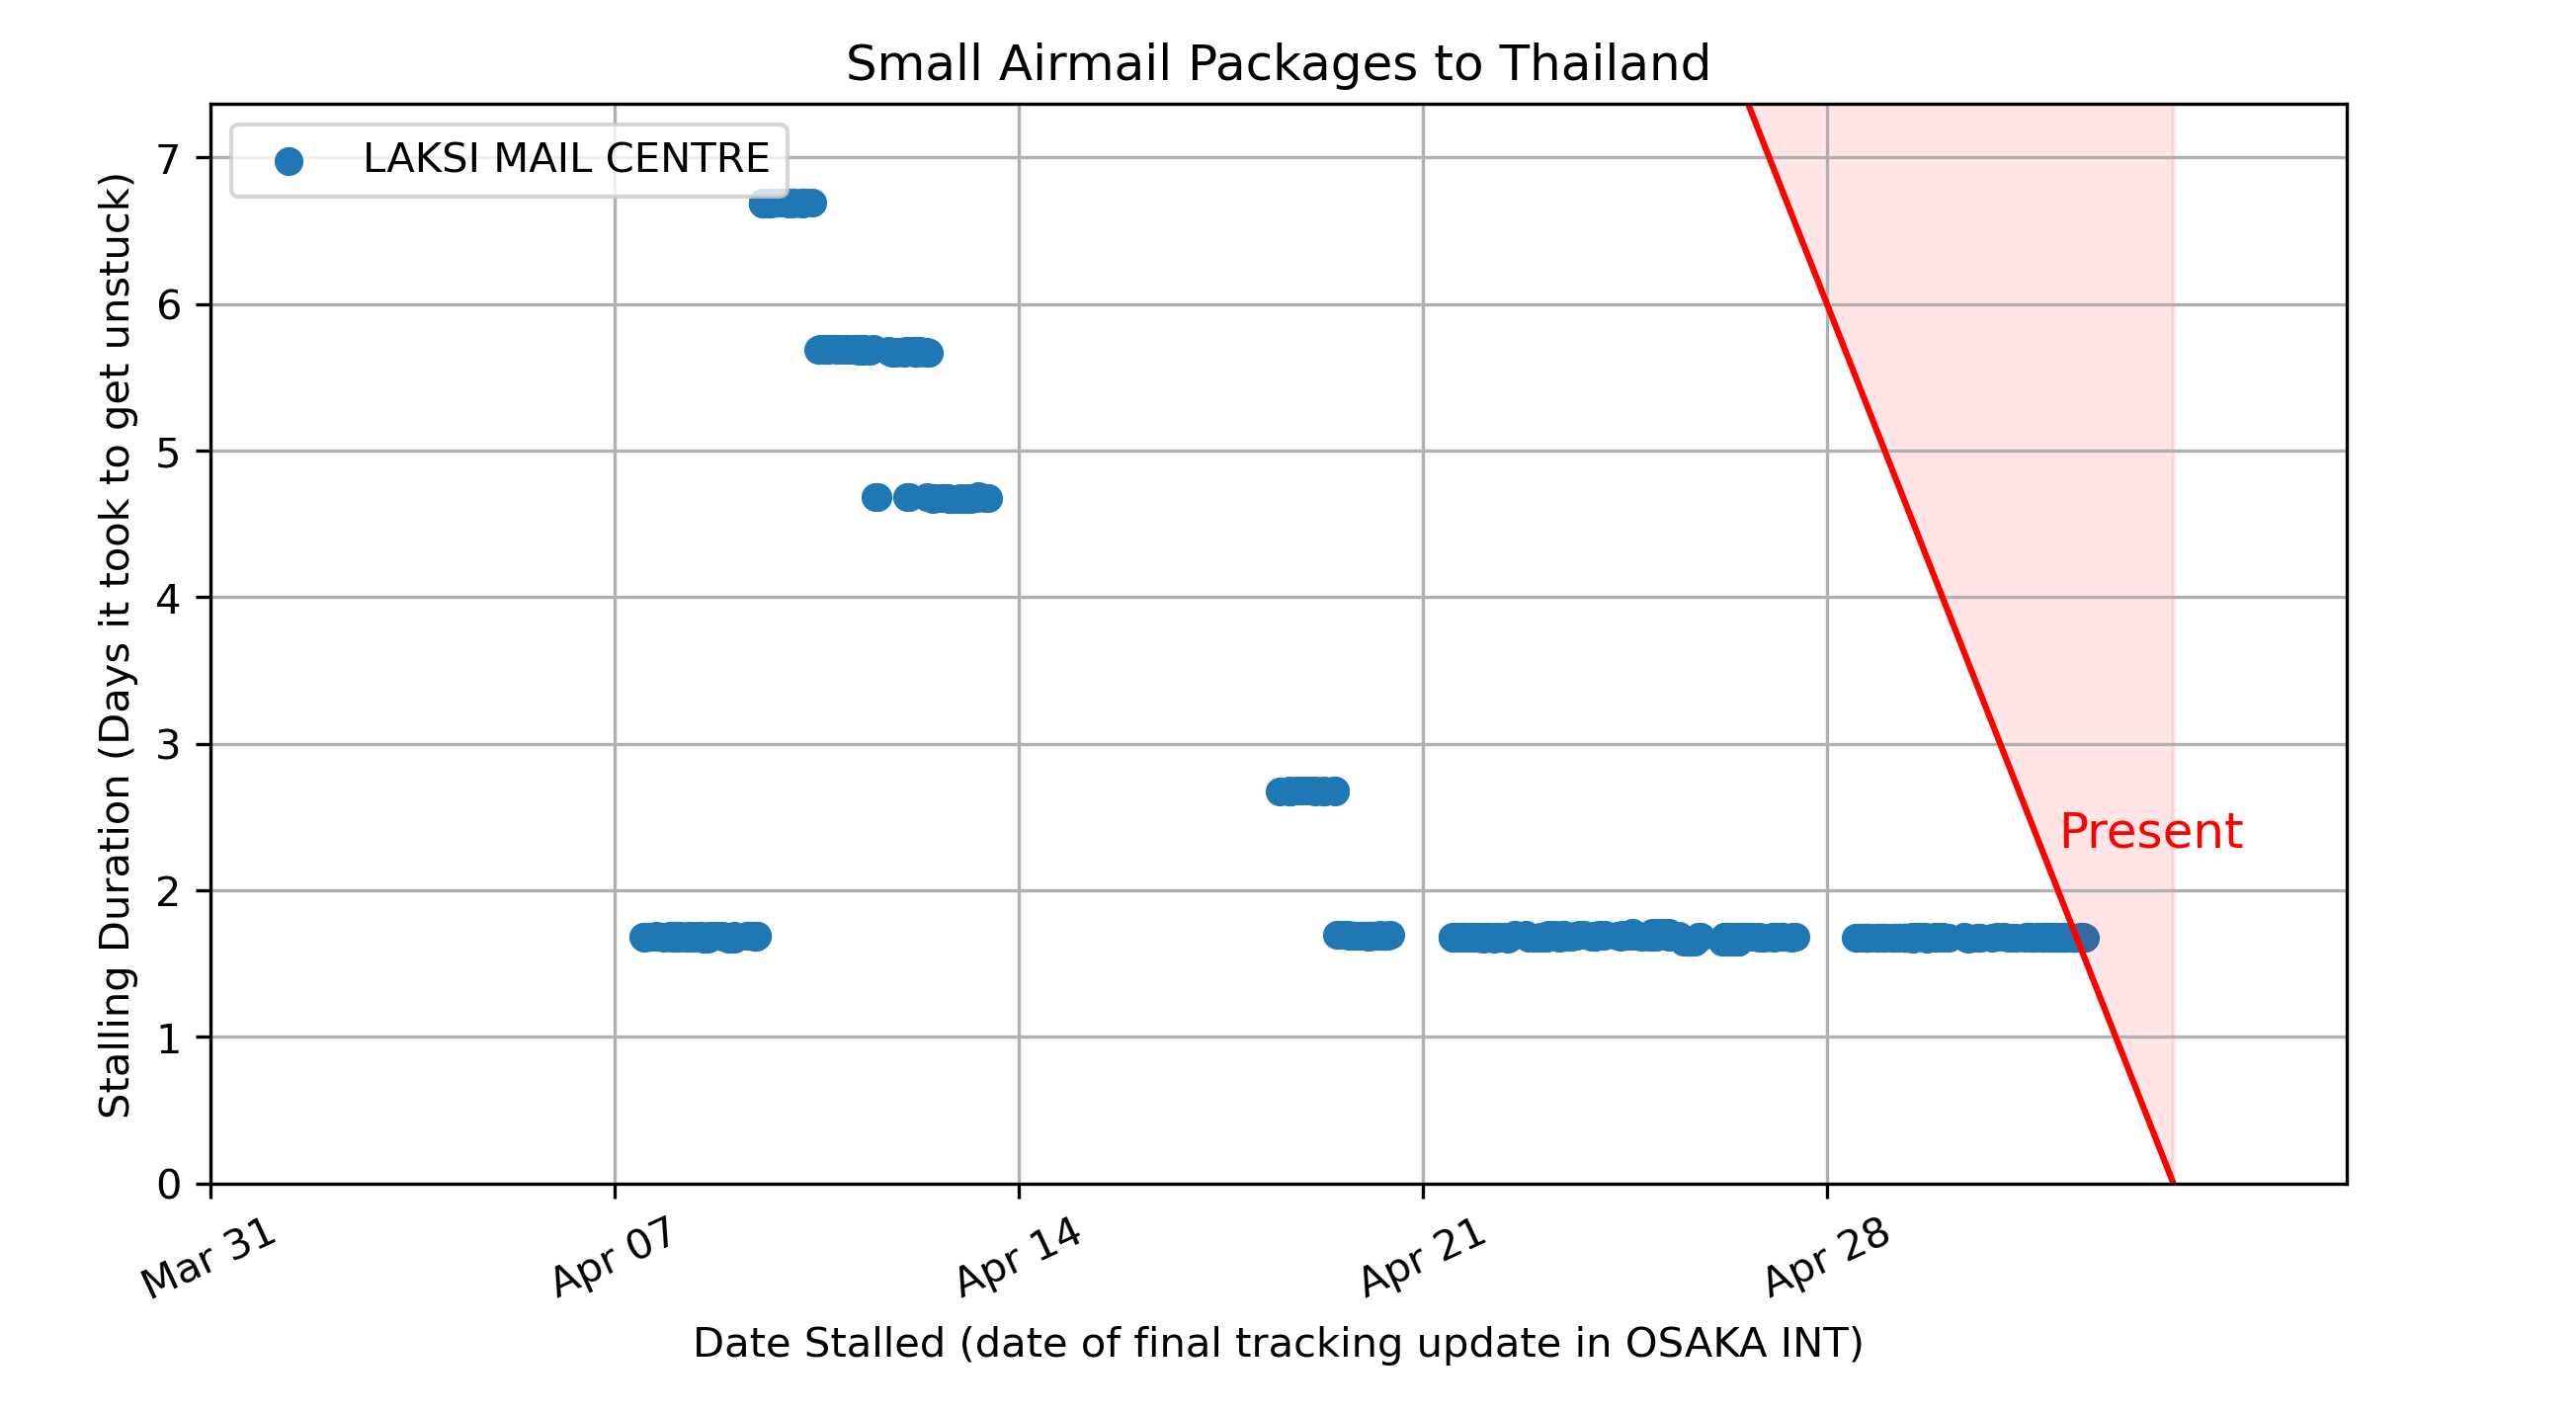 Small Airmail Packages to Thailand
LAKSI MAIL CENTRE
Stalling Duration (Days it took to get unstuck)
7
6
5
4
3
2
1
0
Present
Mar 31
Apr 07
Apr 14
Apr 21
Apr 28
Date Stalled (date of final tracking update in OSAKA INT)